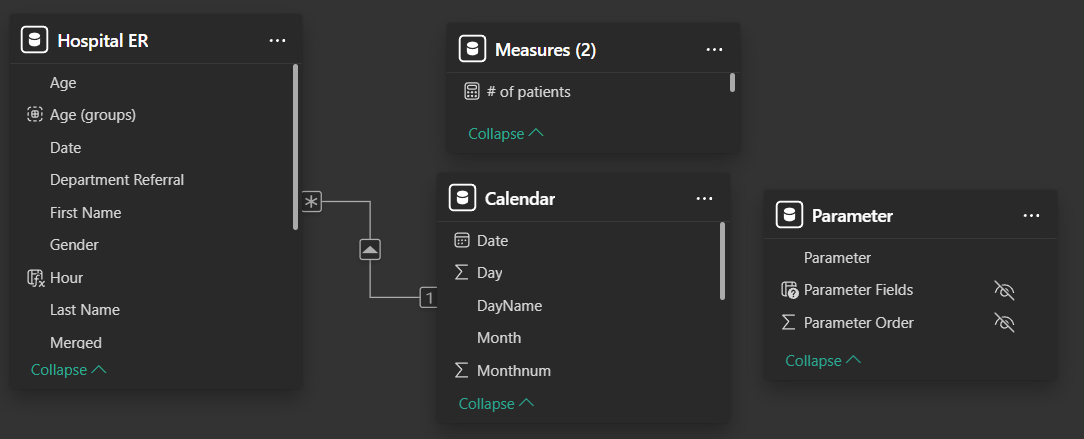 Hospital ER
Age
Age (groups)
Date
Department Referral
First Name
Gender
Hour
Last Name
Merged
Collapse
Measures (2)
# of patients
Collapse
1
Calendar
Date
Day
DayName
Month
Monthnum
Collapse
Parameter
Parameter
Parameter Fields
Parameter Order
Collapse